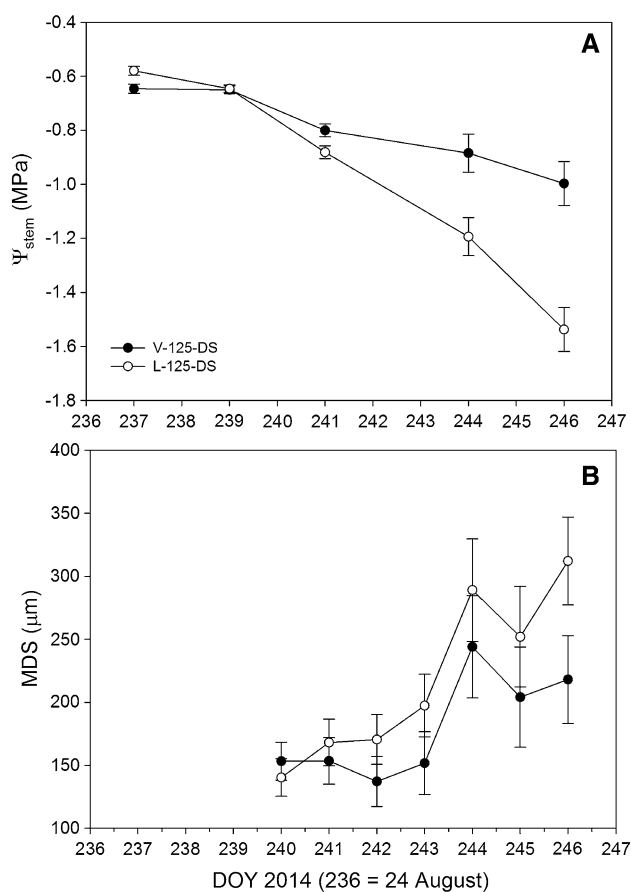 A
-0.4
-0.6
-0.8
-1.0
-1.2
-1.4
-1.6
-1.8
Ψstem (MPa)
V-125-DS
L-125-DS
236 237 238 239 240 241 242 243 244 245 246 247
B
400
350
300
250
200
150
100
MDS (μm)
236 237 238 239 240 241 242 243 244 245 246 247
DOY 2014 (236 = 24 August)